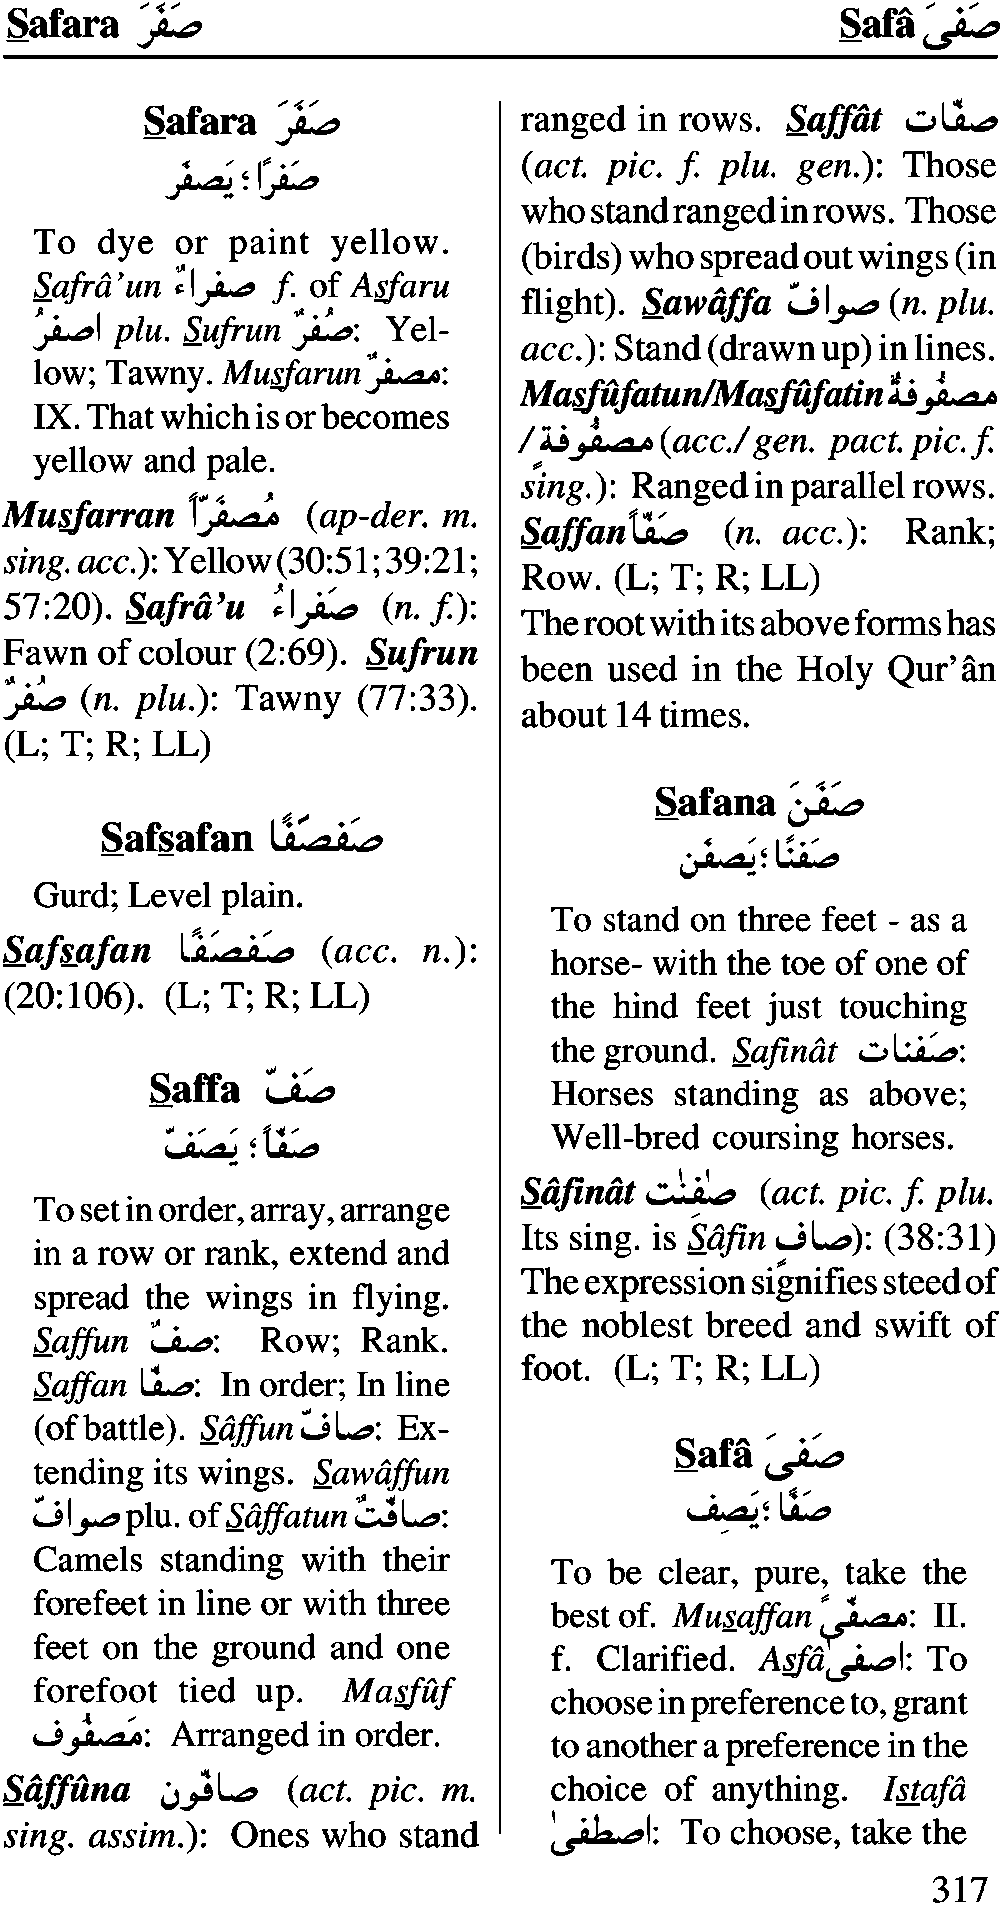 Safara صَفَرَ
Safâ صَفىَ
Safara صَفَرَ
صَفرًا ؛ يَصفَر
To dye or paint yellow.
Safrâ’un صفراءٌ f. of Asfaru
اصفرُ plu. Sufrun صُفرٌ: Yel-
low; Tawny. Musfarun مصفرٌ:
IX. That which is or becomes
yellow and pale.
Musfarran مُصفَرّاً (ap-der. m.
sing. acc.): Yellow (30:51; 39:21;
57:20). Safrâ’u صَفراءُ (n. f.):
Fawn of colour (2:69). Sufrun
صُفرٌ (n. plu.): Tawny (77:33).
(L; T; R; LL)
Safsafan صَفصَفًا
Gurd; Level plain.
Safsafan صَفصَفًا (acc. n.):
(20:106). (L; T; R; LL)
Saffa صَفّ
صَفّاً ؛ يَصَفّ
To set in order, array, arrange
in a row or rank, extend and
spread the wings in flying.
Saffun صفٌ: Row; Rank.
Saffan صفًا: In order; In line
(of battle). Sâffun صافّ: Ex-
tending its wings. Sawâffun
صوافّ plu. of Sâffatun صافّتٌ:
Camels standing with their
forefeet in line or with three
feet on the ground and one
forefoot tied up. Masfûf
مَصفُوف: Arranged in order.
Sâffûna صافّون (act. pic. m.
sing. assim.): Ones who stand
ranged in rows. Saffât صفّات
(act. pic. f. plu. gen.): Those
who stand ranged in rows. Those
(birds) who spread out wings (in
flight). Sawâffa صوافّ (n. plu.
acc.): Stand (drawn up) in lines.
Masfûfatun/Masfûfatin مصفُوفةٌ
/ مصفُوفةٍ (acc./ gen. pact. pic. f.
sing.): Ranged in parallel rows.
Saffan صَفّاً (n. acc.): Rank;
Row. (L; T; R; LL)
The root with its above forms has
been used in the Holy Qur’ân
about 14 times.
Safana صَفَنَ
صَفنًا ؛ يَصفَن
To stand on three feet - as a
horse- with the toe of one of
the hind feet just touching
the ground. Safinât صَفنات:
Horses standing as above;
Well-bred coursing horses.
Sâfinât صٰفِنٰت (act. pic. f. plu.
Its sing. is Sâfin صافِ): (38:31)
The expression signifies steed of
the noblest breed and swift of
foot. (L; T; R; LL)
Safâ صَفىَ
صَفًا ؛ يَصِف
To be clear, pure, take the
best of. Musaffan مصفّىً: II.
f. Clarified. Asfâ اصفىٰ: To
choose in preference to, grant
to another a preference in the
choice of anything. Istafâ
اصطفىٰ: To choose, take the
317